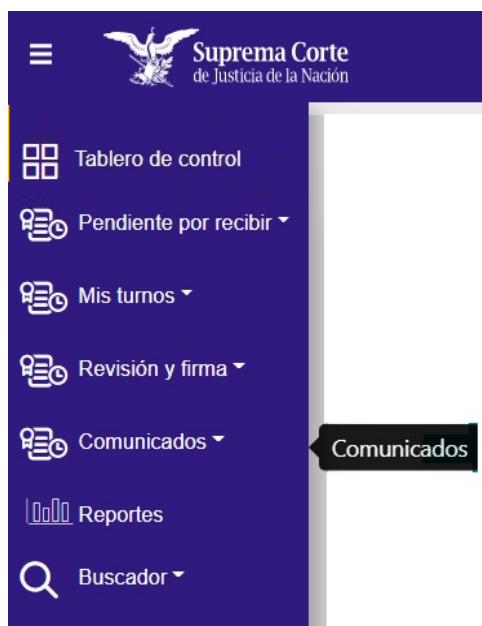 Suprema Corte
de Justicia de la Nación
Tablero de control
Pendiente por recibir
Mis turnos
Revisión y firma
Comunicados
Comunicados
Reportes
Buscador